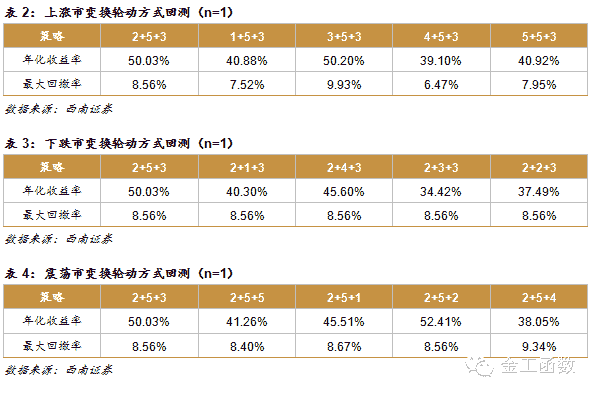 表 2：上涨市变换轮动方式回测（n=1）
策略 2+5+3 1+5+3 3+5+3 4+5+3 5+5+3
年化收益率 50.03% 40.88% 50.20% 39.10% 40.92%
最大回撤率 8.56% 7.52% 9.93% 6.47% 7.95%
数据来源：西南证券
表 3：下跌市变换轮动方式回测（n=1）
策略 2+5+3 2+1+3 2+4+3 2+3+3 2+2+3
年化收益率 50.03% 40.30% 45.60% 34.42% 37.49%
最大回撤率 8.56% 8.56% 8.56% 8.56% 8.56%
数据来源：西南证券
表 4：震荡市变换轮动方式回测（n=1）
策略 2+5+3 2+5+5 2+5+1 2+5+2 2+5+4
年化收益率 50.03% 41.26% 45.51% 52.41% 38.05%
最大回撤率 8.56% 8.40% 8.67% 8.56% 9.34%
数据来源：西南证券
金工函数